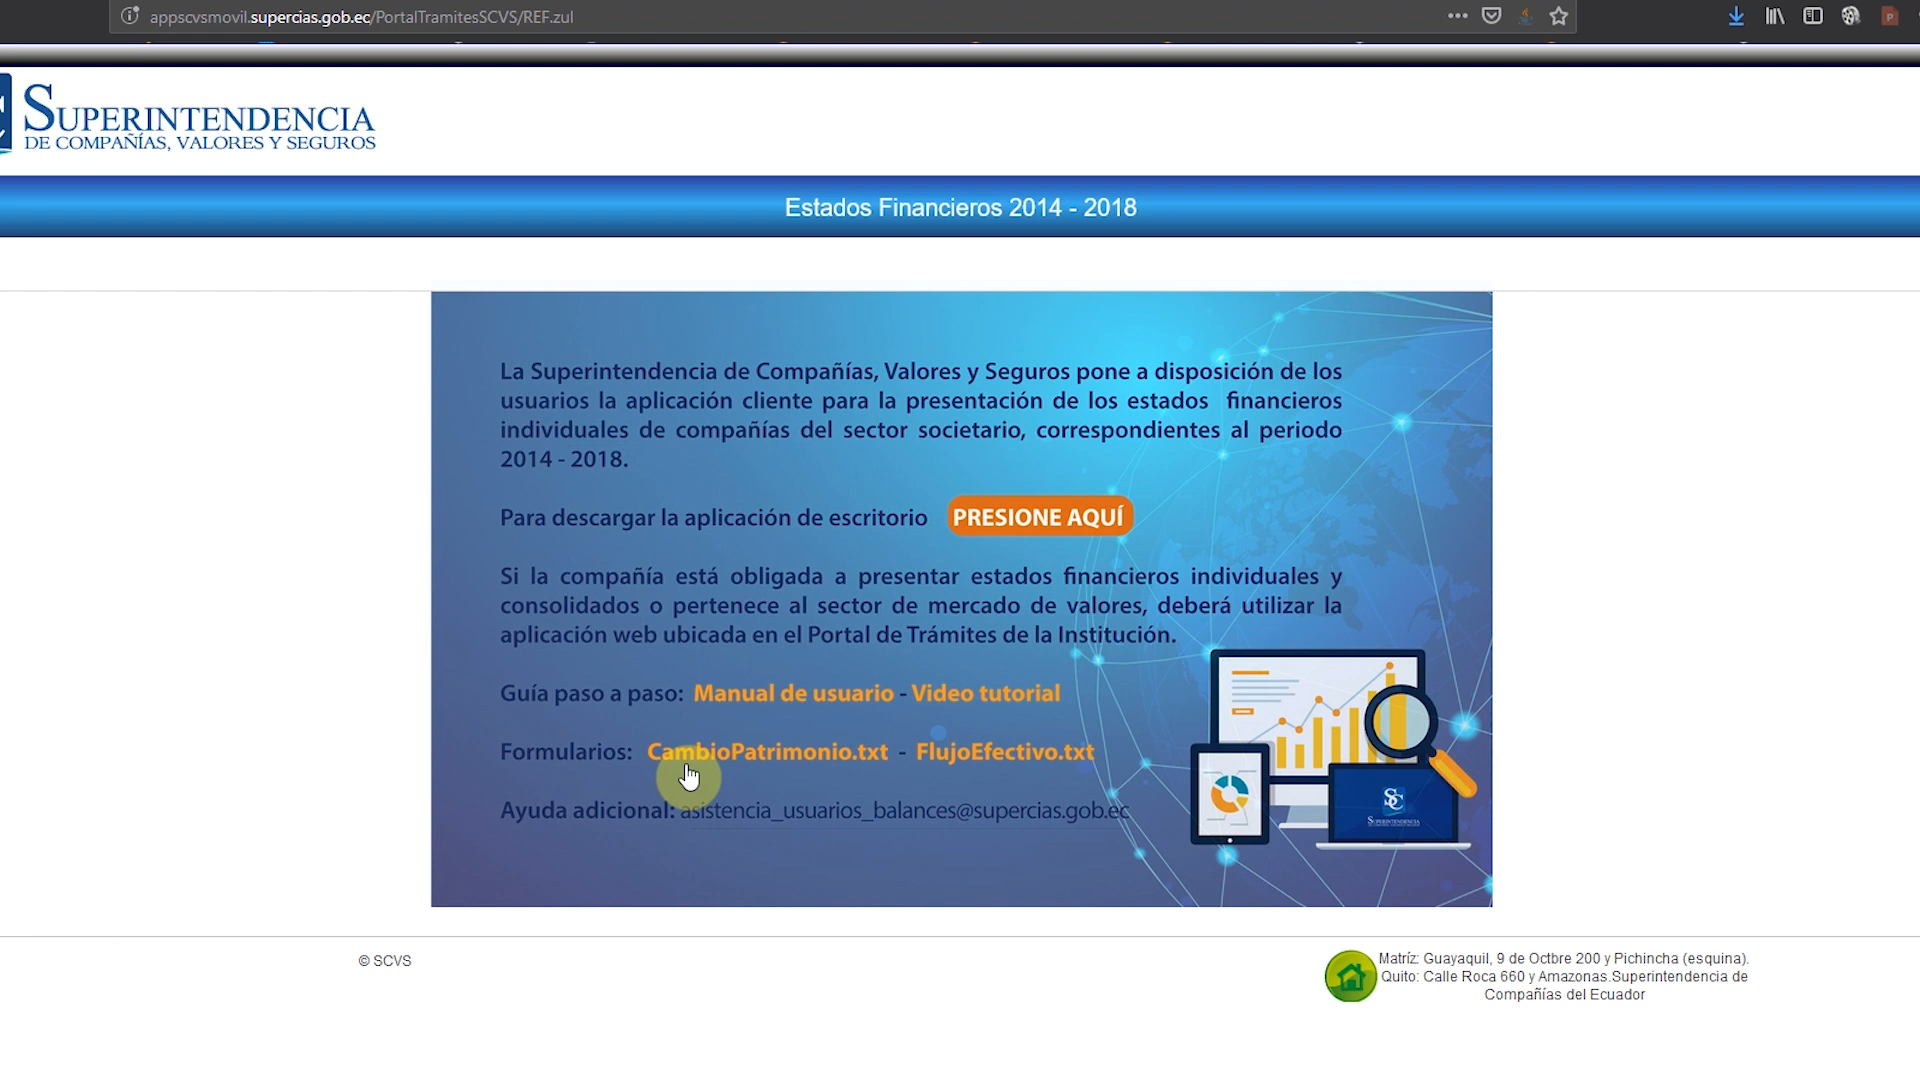 appscvsmovil.supercias.gob.ec/PortalTramitesSCVS/REF.zul
SUPERINTENDENCIA
DE COMPAÑÍAS, VALORES Y SEGUROS
Estados Financieros 2014 - 2018
La Superintendencia de Compañías, Valores y Seguros pone a disposición de los
usuarios la aplicación cliente para la presentación de los estados financieros
individuales de compañías del sector societario, correspondientes al periodo
2014 - 2018.
Para descargar la aplicación de escritorio PRESIONE AQUÍ
Si la compañía está obligada a presentar estados financieros individuales y
consolidados o pertenece al sector de mercado de valores, deberá utilizar la
aplicación web ubicada en el Portal de Trámites de la Institución.
Guía paso a paso: Manual de usuario - Video tutorial
Formularios: CambioPatrimonio.txt - FlujoEfectivo.txt
Ayuda adicional: asistencia_usuarios_balances@supercias.gob.ec
SC
SUPERINTENDENCIA
© SCVS
Matríz: Guayaquil, 9 de Octbre 200 y Pichincha (esquina).
Quito: Calle Roca 660 y Amazonas.Superintendencia de
Compañías del Ecuador